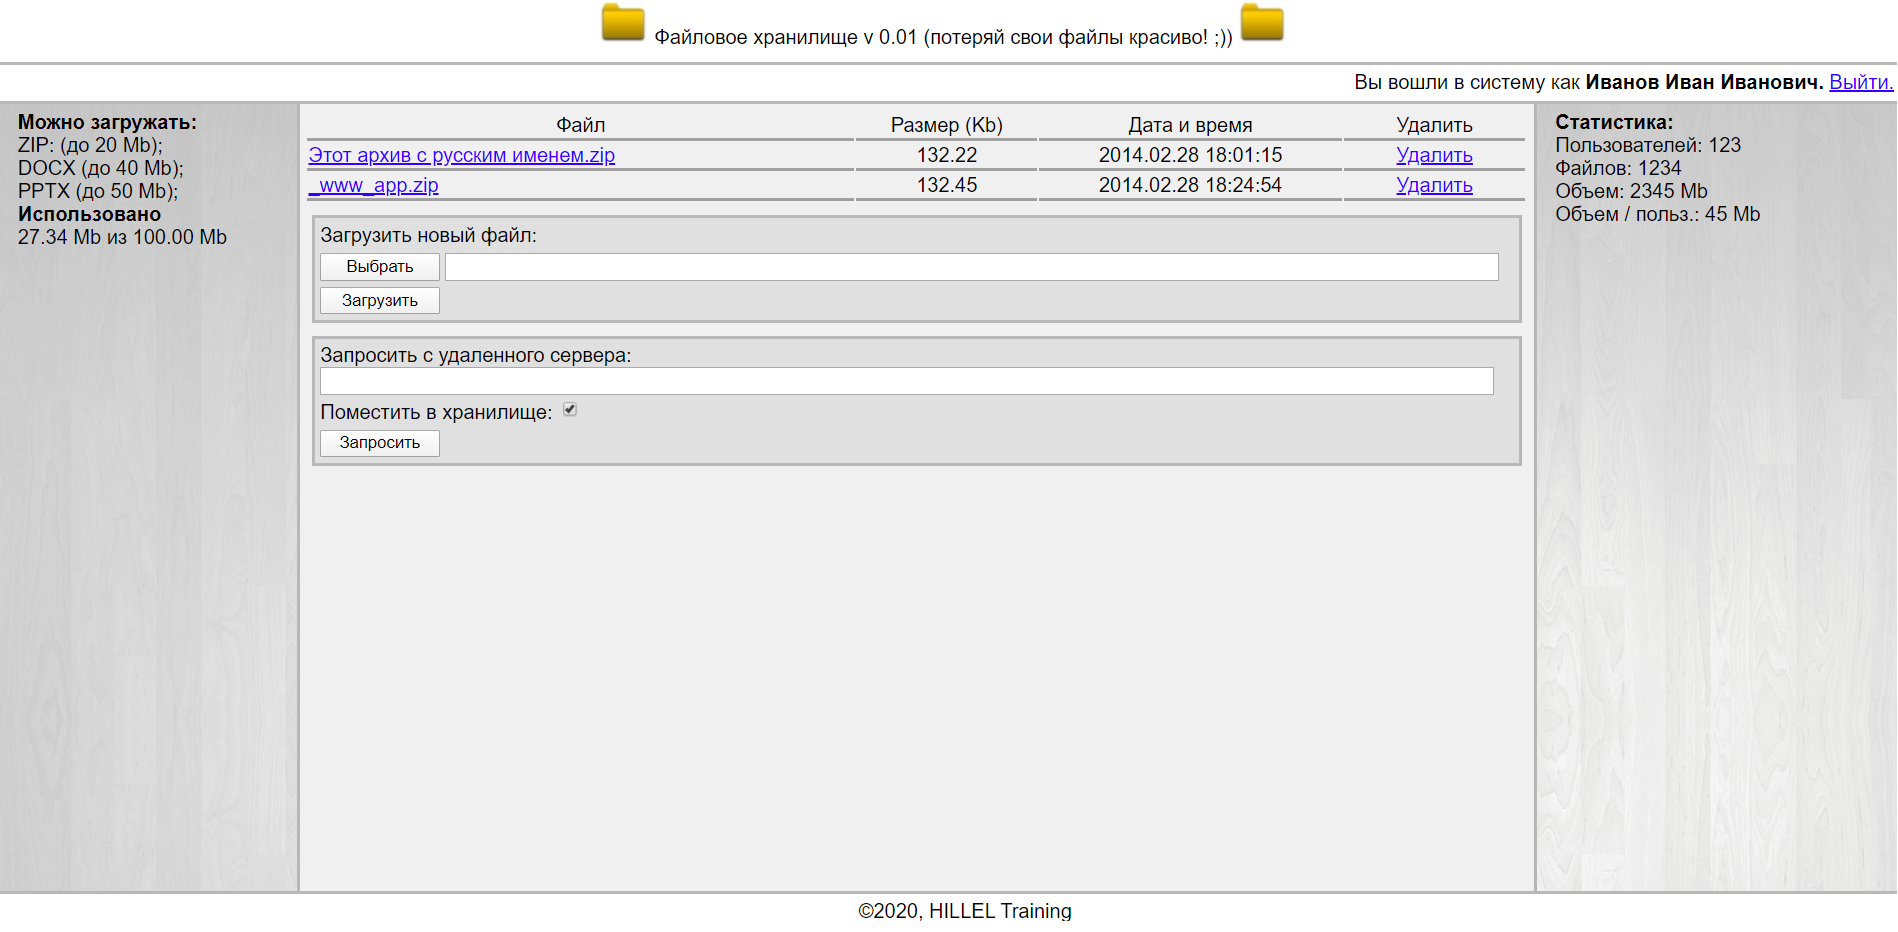 Файловое хранилище v 0.01 (потеряй свои файлы красиво! ;))
Вы вошли в систему как Иванов Иван Иванович. Выйти.
Можно загружать:
ZIP: (до 20 Mb);
DOCX (до 40 Mb);
PPTX (до 50 Mb);
Использовано
27.34 Mb из 100.00 Mb
Файл Размер (Kb) Дата и время Удалить
Этот архив с русским именем.zip 132.22 2014.02.28 18:01:15 Удалить
_www_app.zip 132.45 2014.02.28 18:24:54 Удалить
Загрузить новый файл:
Выбрать
Загрузить
Запросить с удаленного сервера:
Поместить в хранилище:
Запросить
Статистика:
Пользователей: 123
Файлов: 1234
Объем: 2345 Mb
Объем / польз.: 45 Mb
©2020, HILLEL Training